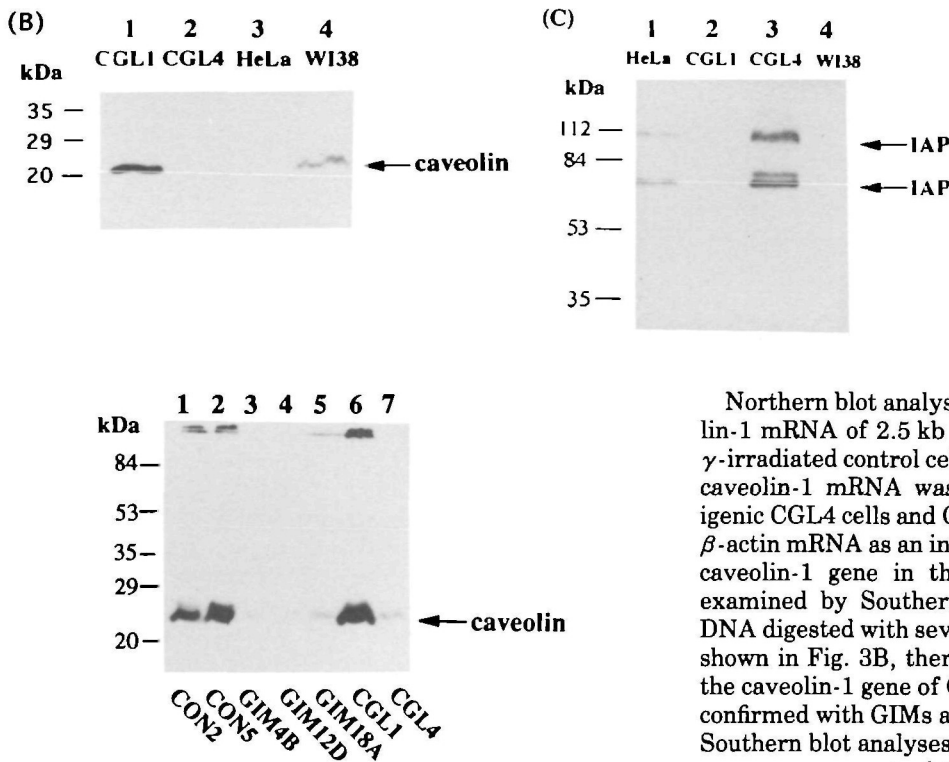 (B)
1 2 3 4
CGL1 CGL4 HeLa WI38
kDa
35
29
20
caveolin
(C)
1 2 3 4
HeLa CGL1 CGL4 WI38
kDa
112
84
53
35
IAP
IAP
1 2 3 4 5 6 7
kDa
84
53
35
29
20
caveolin
CON2 CON5 GIM4B GIM12D GIM18A CGL1 CGL4
Northern blot analys
lin-1 mRNA of 2.5 kb
γ-irradiated control ce
caveolin-1 mRNA was
igenic CGL4 cells and
β-actin mRNA as an in
caveolin-1 gene in th
examined by Souther
DNA digested with sev
shown in Fig. 3B, ther
the caveolin-1 gene of
confirmed with GIMs a
Southern blot analyses